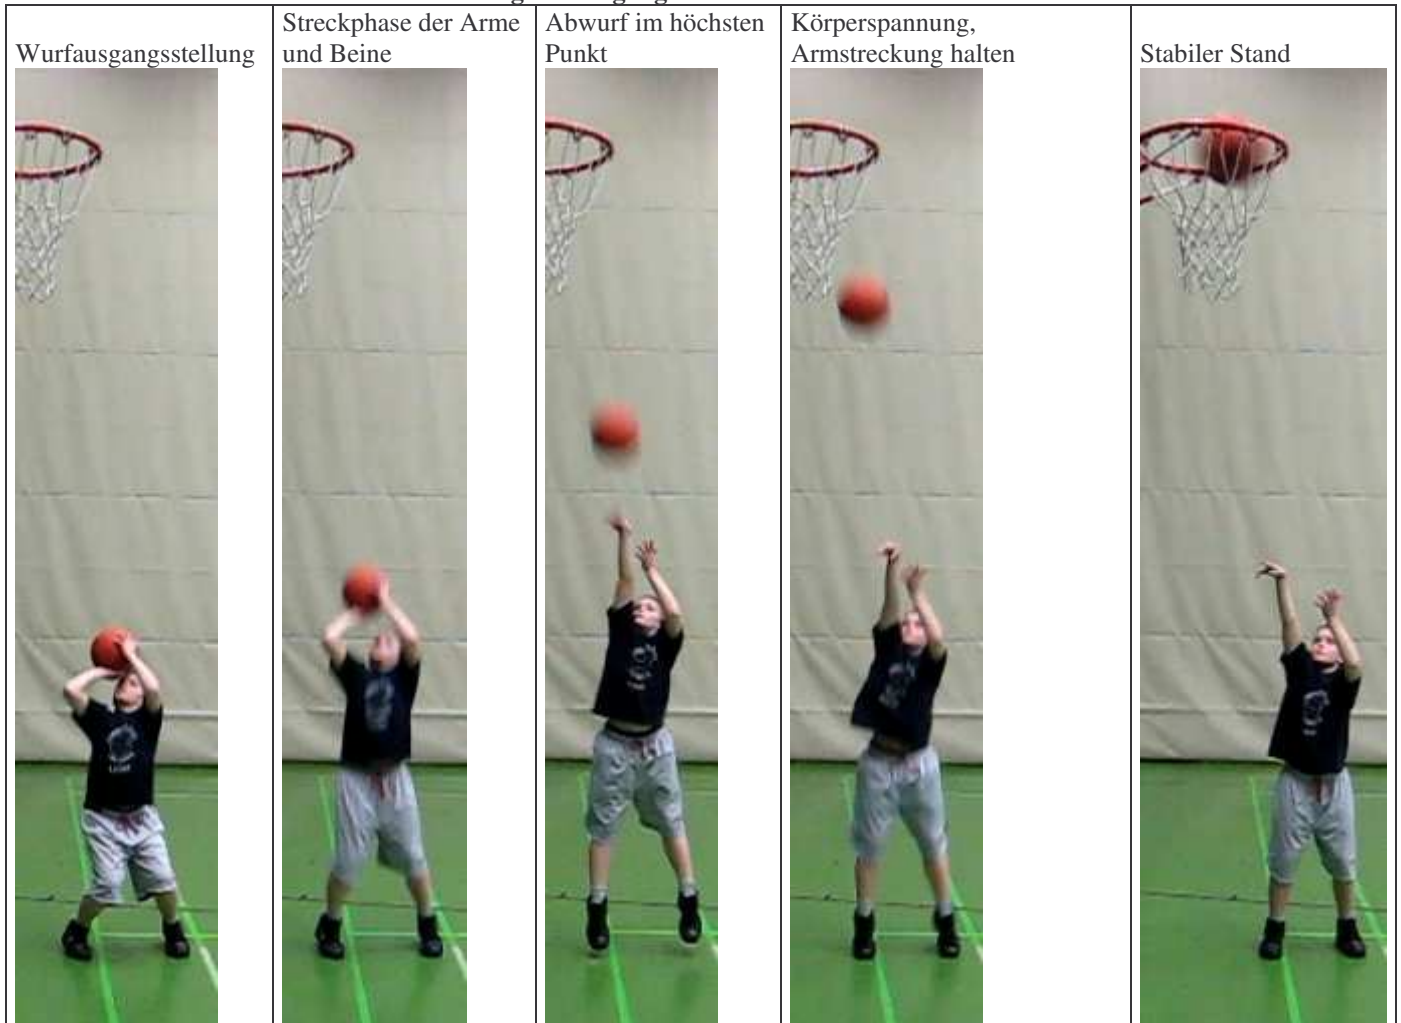 Wurfausgangsstellung
Streckphase der Arme
und Beine
Abwurf im höchsten
Punkt
Körperspannung,
Armstreckung halten
Stabiler Stand